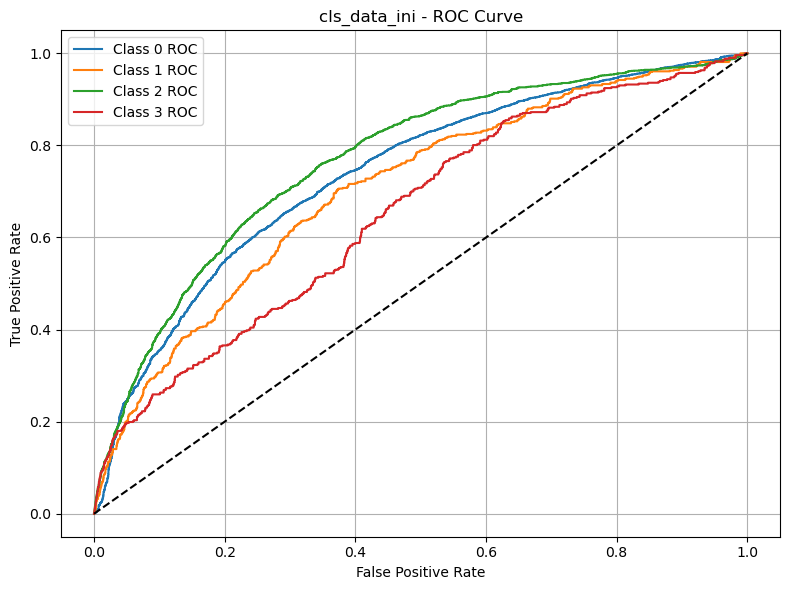 cls_data_ini - ROC Curve
Class 0 ROC
Class 1 ROC
Class 2 ROC
Class 3 ROC
True Positive Rate
1.0
0.8
0.6
0.4
0.2
0.0
0.0 0.2 0.4 0.6 0.8 1.0
False Positive Rate